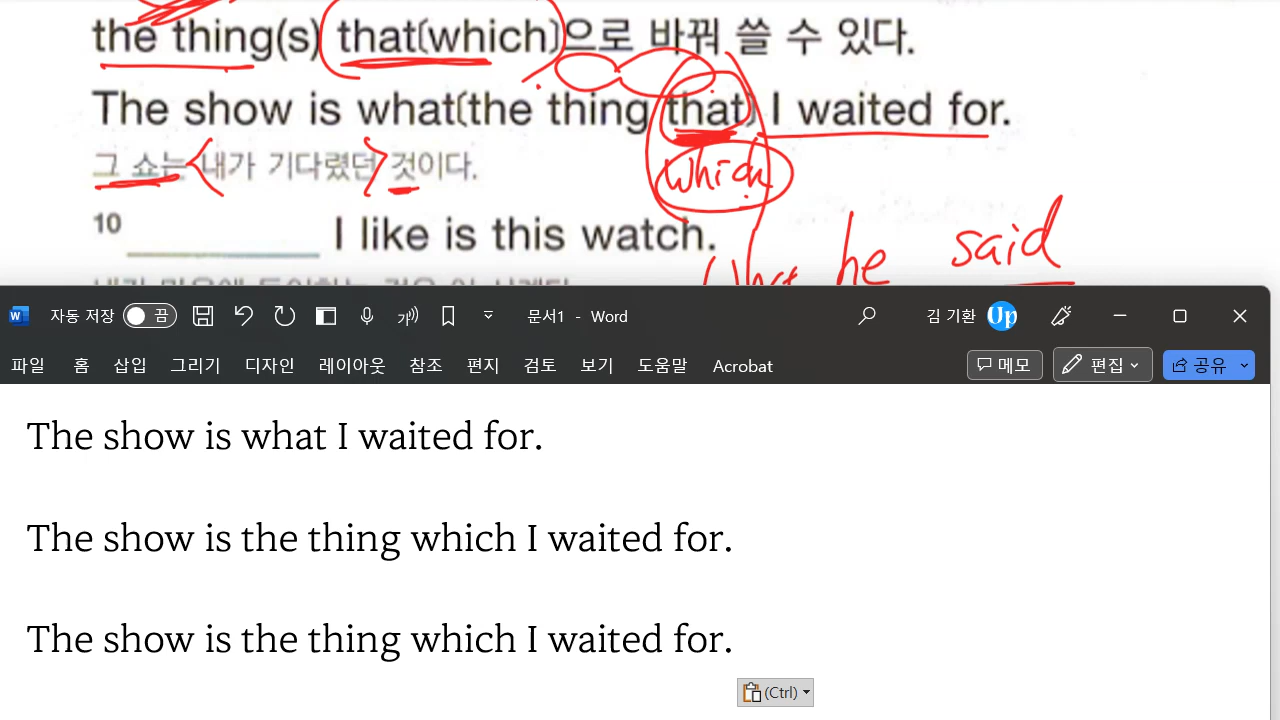 the thing(s) that(which)으로 바꿔 쓸 수 있다.
The show is what(the thing that) I waited for.
which
그 쇼는 내가 기다렸던 것이다.
10 I like is this watch.
he said
자동 저장 끔 가)) 문서1 - Word 김 기환 Up
파일 홈 삽입 그리기 디자인 레이아웃 참조 편지 검토 보기 도움말 Acrobat 메모 편집 공유
The show is what I waited for.
The show is the thing which I waited for.
The show is the thing which I waited for.
(Ctrl)